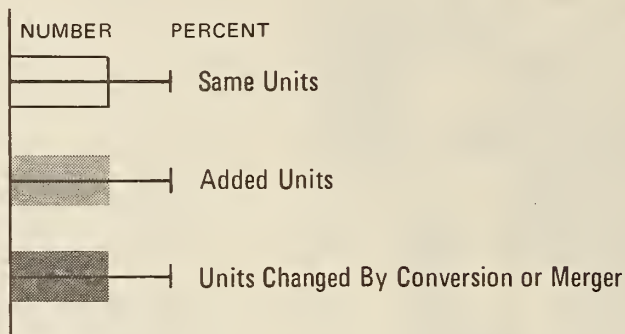 NUMBER PERCENT
Same Units
Added Units
Units Changed By Conversion or Merger